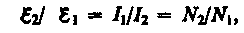 ℰ₂/ ℰ₁ = I₁/I₂ = N₂/N₁,